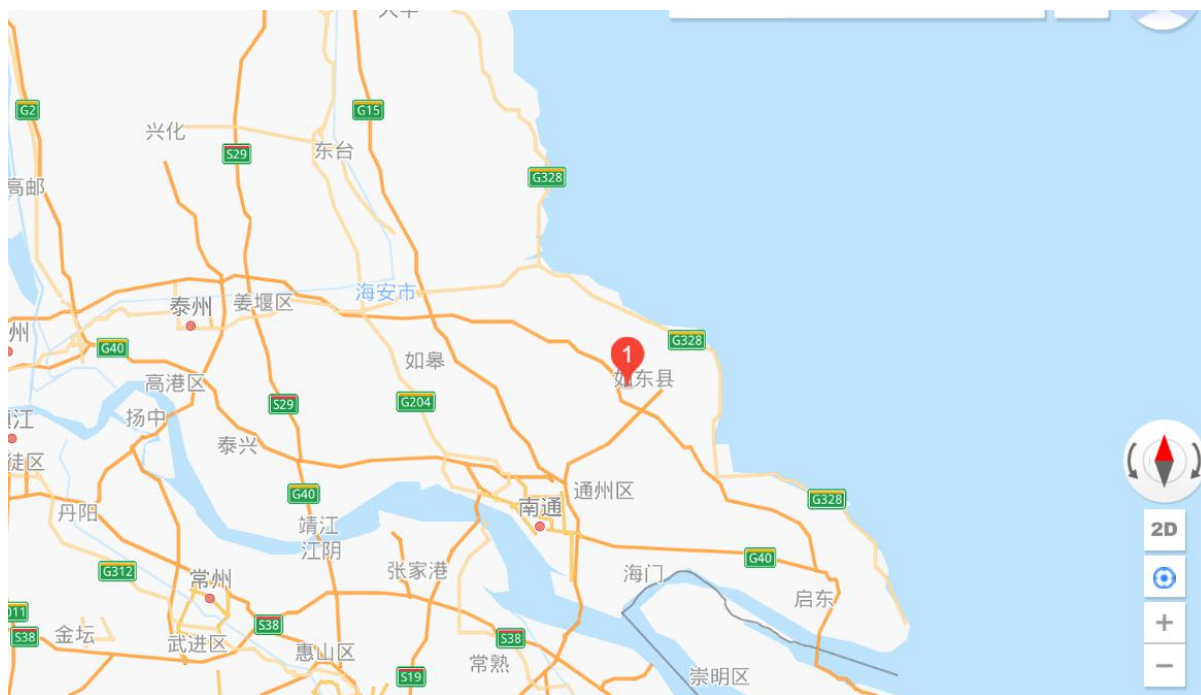 G2
G15
兴化
S29
东台
G328
高邮
海安市
泰州
姜堰区
州
G328
1
G40
如皋
如东县
高港区
S29
G204
扬中
泰兴
徒区
G40
通州区
G328
南通
丹阳
靖江
江阴
G40
G312
张家港
海门
常州
启东
011
S38
金坛
S38
S38
武进区
惠山区
常熟
S19
崇明区
2D
+
−